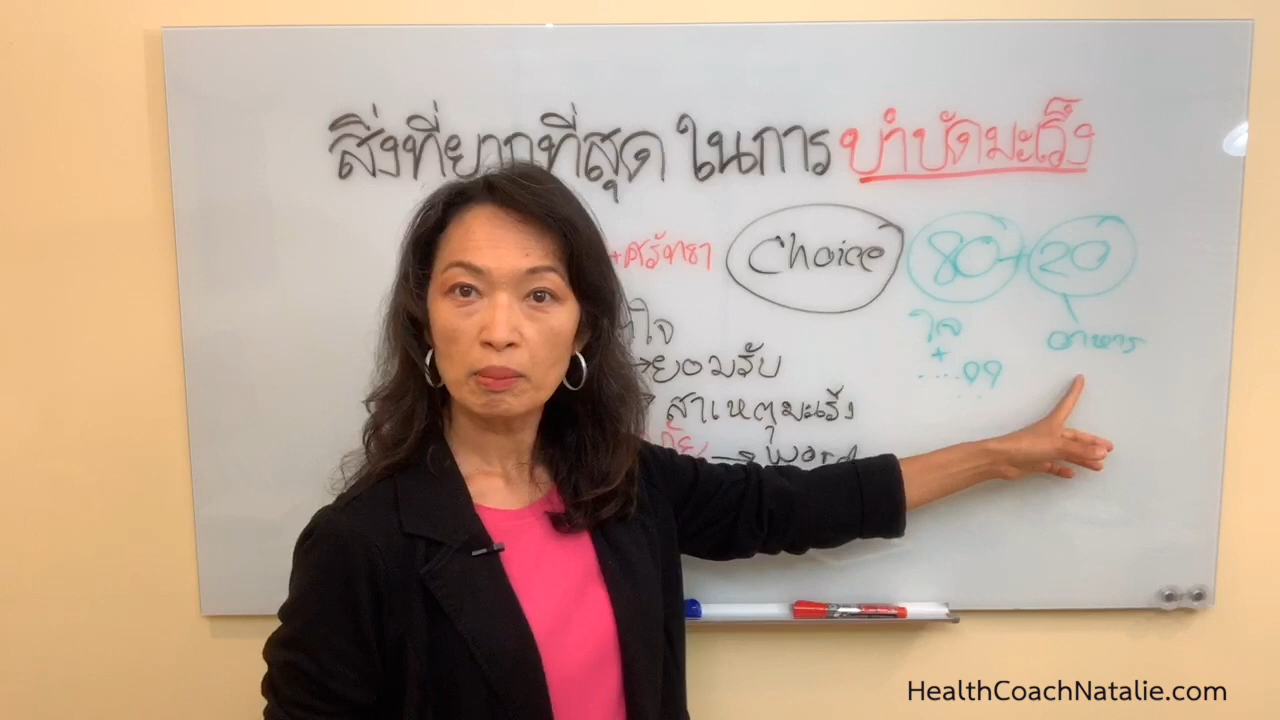 สิ่งที่ยากที่สุด ในการ บำบัดมะเร็ง
+ศรัทธา Choice 80+20
ใจ
→ยอมรับ
สาเหตุมะเร็ง
→word
อาหาร
HealthCoachNatalie.com